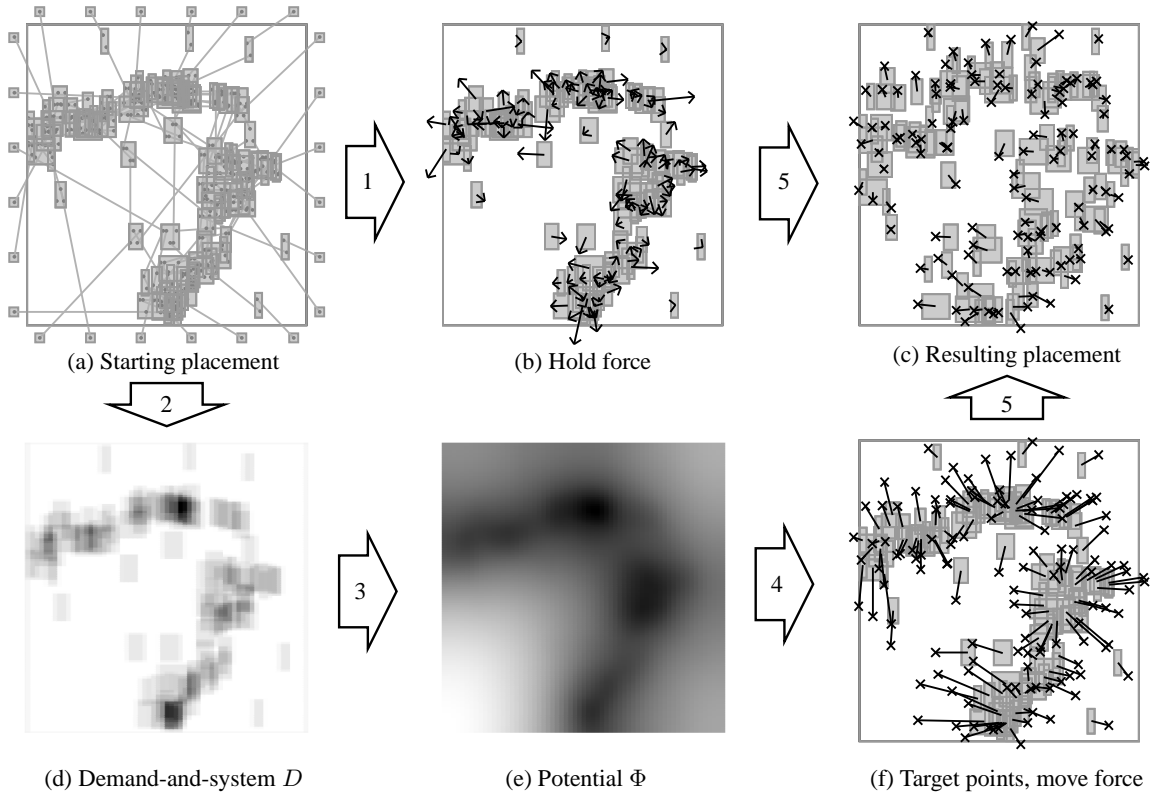 1
5
(a) Starting placement
(b) Hold force
(c) Resulting placement
2
5
3
4
(d) Demand-and-system D
(e) Potential Φ
(f) Target points, move force